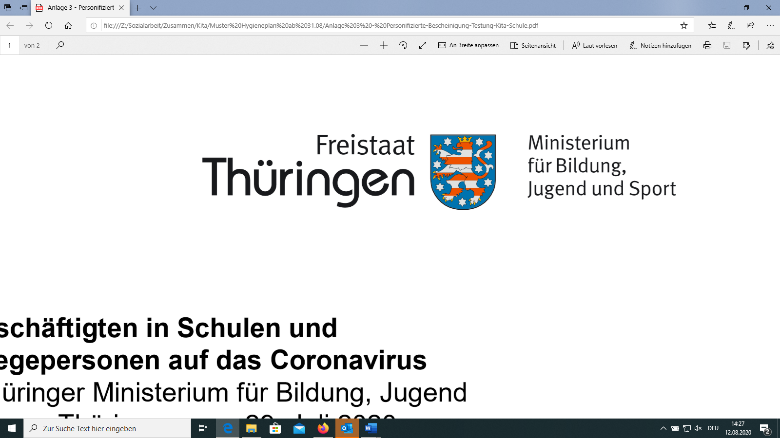 Anlage 3 - Personifiziert
file:///Z:/Sozialarbeit/Zusammen/Kita/Muster%20Hygieneplan%20ab%2031.08/Anlage%203%20-%20Personifizierte-Bescheinigung-Testung-Kita-Schule.pdf
1 von 2
An Breite anpassen
Seitenansicht
Laut vorlesen
Notizen hinzufügen
Freistaat
Thüringen
Ministerium
für Bildung,
Jugend und Sport
schäftigten in Schulen und
egepersonen auf das Coronavirus
üringer Ministerium für Bildung, Jugend
Zur Suche Text hier eingeben
DEU
14:27
12.08.2020
2